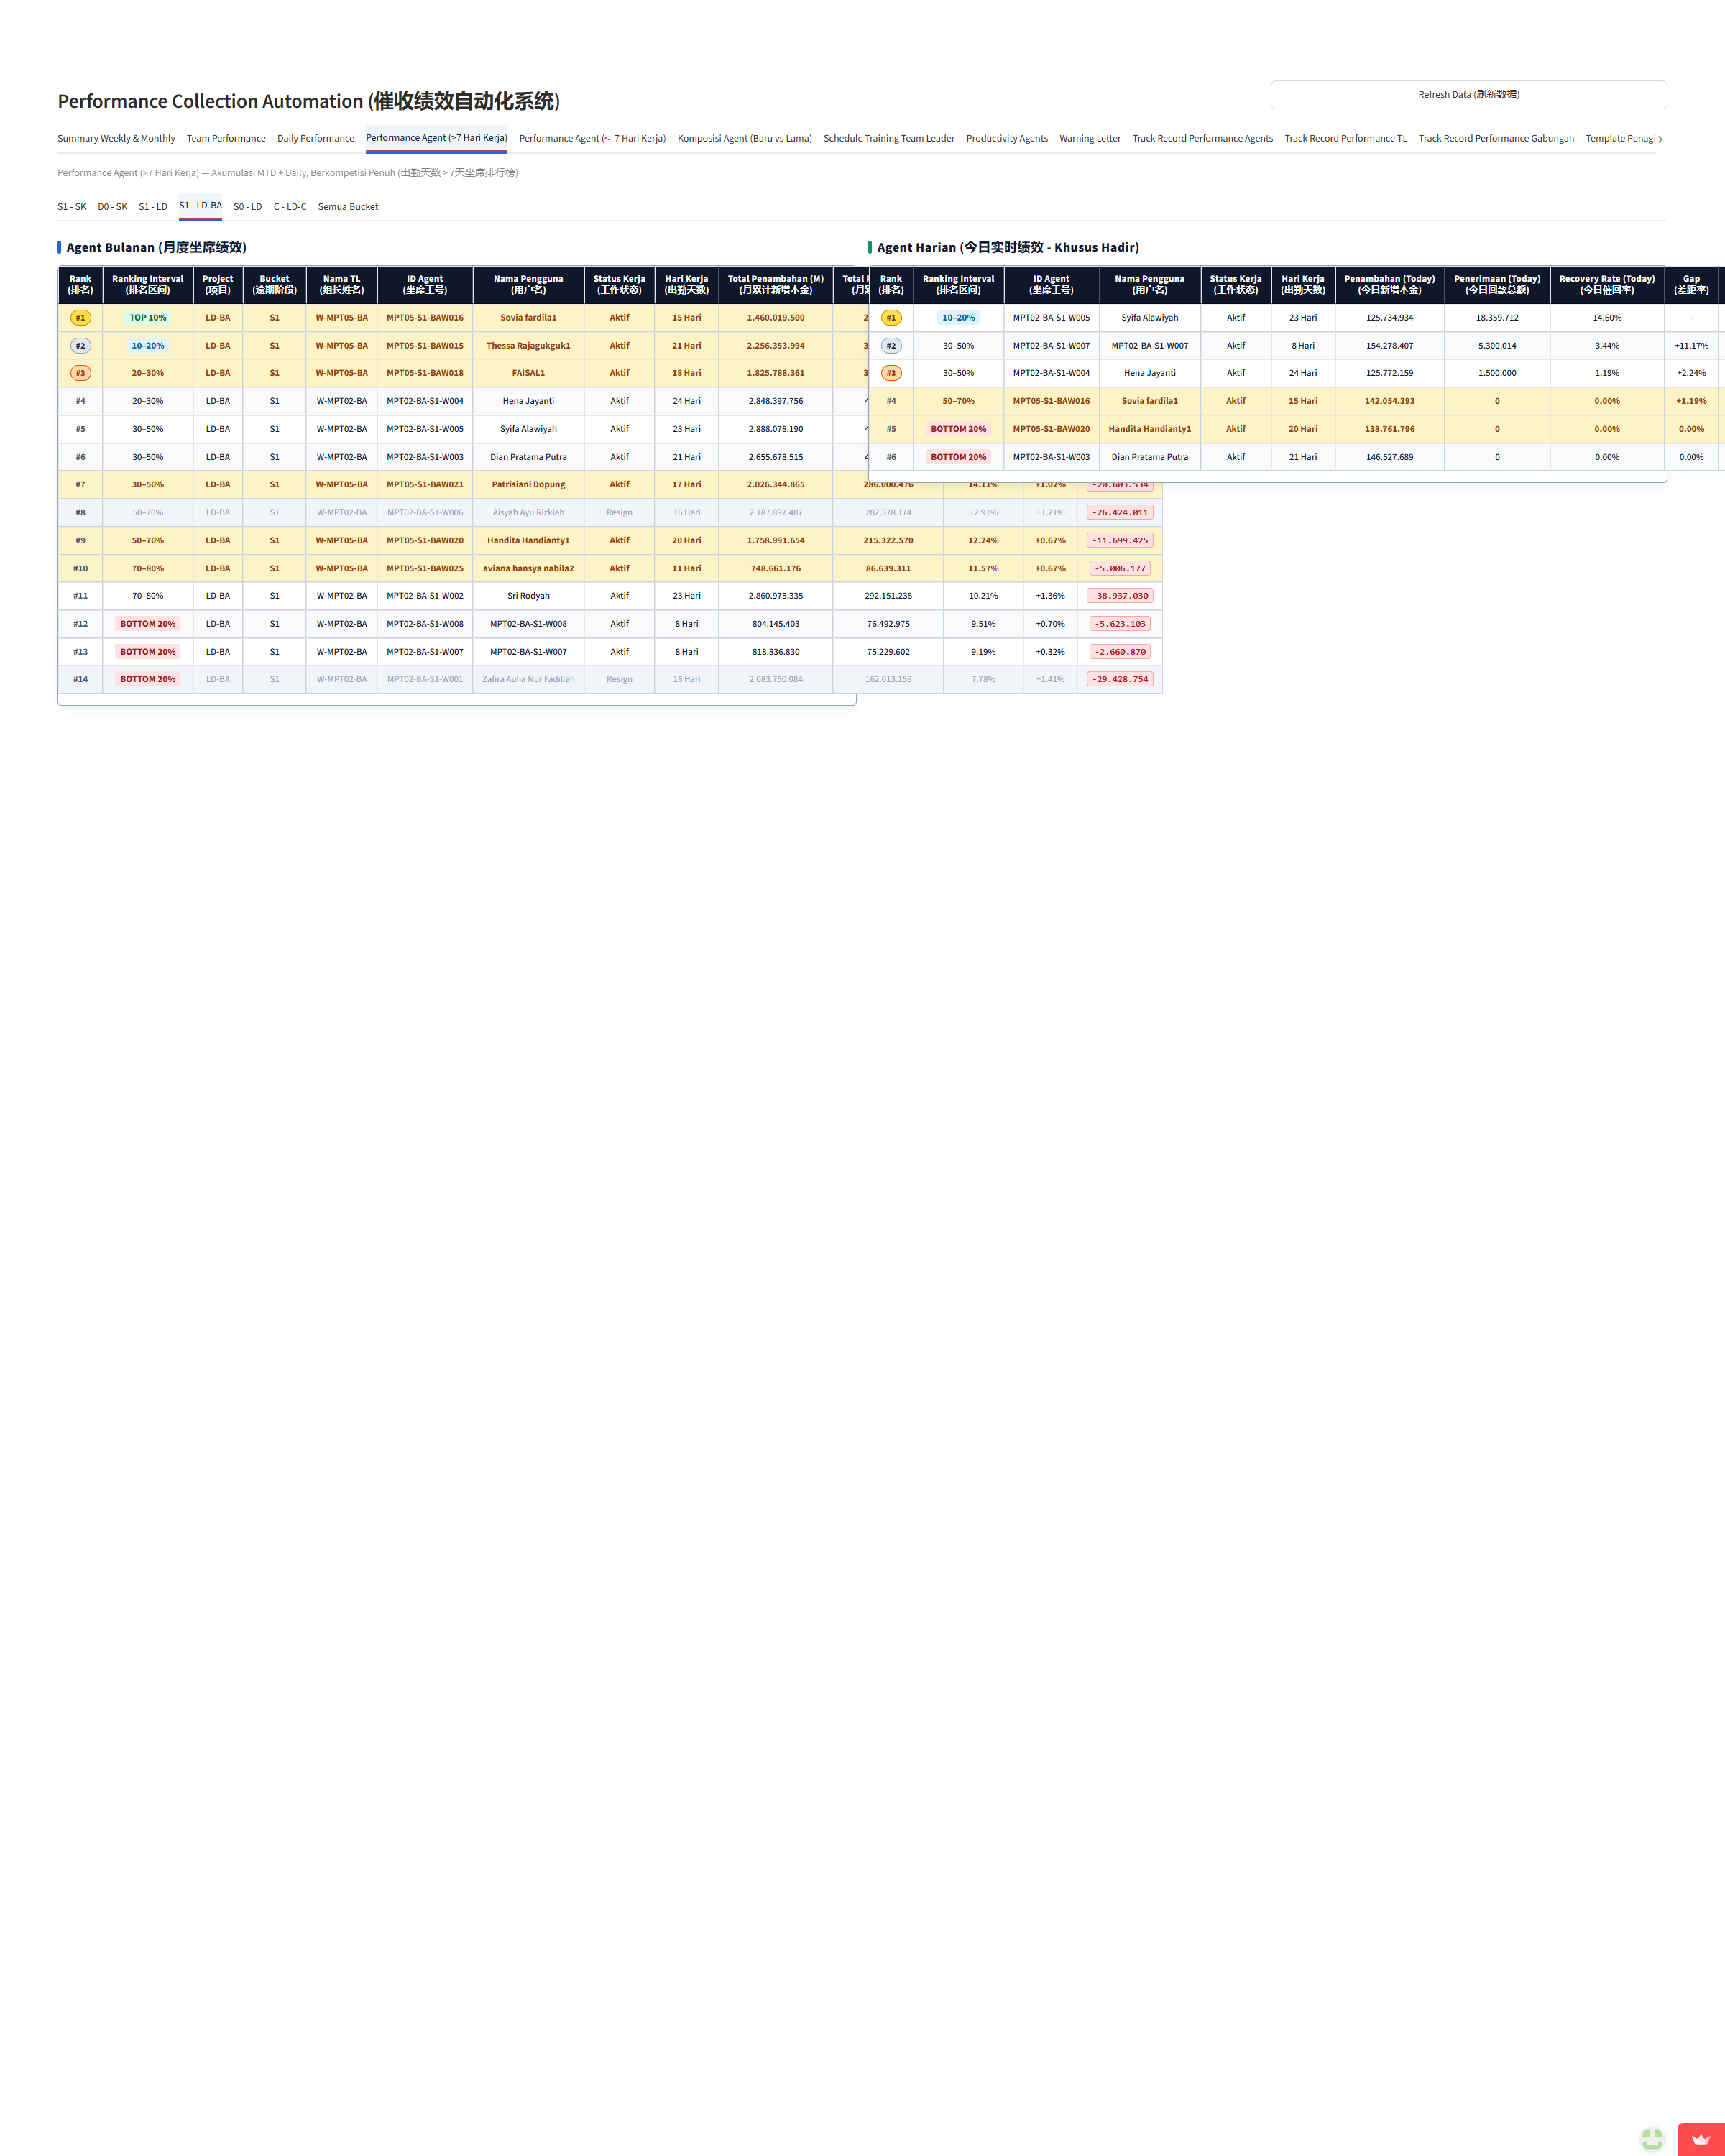 Performance Collection Automation (催收绩效自动化系统)
Refresh Data (刷新数据)
Summary Weekly & Monthly Team Performance Daily Performance Performance Agent (>7 Hari Kerja) Performance Agent (<=7 Hari Kerja) Komposisi Agent (Baru vs Lama) Schedule Training Team Leader Productivity Agents Warning Letter Track Record Performance Agents Track Record Performance TL Track Record Performance Gabungan Template
Performance Agent (>7 Hari Kerja) — Akumulasi MTD + Daily, Berkompetisi Penuh (出勤天数 > 7天坐席排行榜)
S1 - SK D0 - SK S1 - LD S1 - LD-BA S0 - LD C - LD-C Semua Bucket
Agent Bulanan (月度坐席绩效)
Rank Ranking Interval Project Bucket Nama TL ID Agent Nama Pengguna Status Kerja Hari Kerja Total Penambahan (M) Total
(排名) (排名区间) (项目) (逾期阶段) (组长姓名) (坐席工号) (用户名) (工作状态) (出勤天数) (月累计新增本金)
#1 TOP 10% LD-BA S1 W-MPT05-BA MPT05-S1-BAW016 Sovia fardila1 Aktif 15 Hari 1.460.019.500
#2 10–20% LD-BA S1 W-MPT05-BA MPT05-S1-BAW015 Thessa Rajagukguk1 Aktif 21 Hari 2.256.353.994
#3 20–30% LD-BA S1 W-MPT05-BA MPT05-S1-BAW018 FAISAL1 Aktif 18 Hari 1.825.788.361
#4 20–30% LD-BA S1 W-MPT02-BA MPT02-BA-S1-W004 Hena Jayanti Aktif 24 Hari 2.848.397.756
#5 30–50% LD-BA S1 W-MPT02-BA MPT02-BA-S1-W005 Syifa Alawiyah Aktif 23 Hari 2.888.078.190
#6 30–50% LD-BA S1 W-MPT02-BA MPT02-BA-S1-W003 Dian Pratama Putra Aktif 21 Hari 2.655.678.515
#7 30–50% LD-BA S1 W-MPT05-BA MPT05-S1-BAW021 Patrisiani Dopung Aktif 17 Hari 2.026.344.865 286.000.476 14.11% +1.02% -20.603.534
#8 50–70% LD-BA S1 W-MPT02-BA MPT02-BA-S1-W006 Aisyah Ayu Rizkiah Resign 16 Hari 2.187.897.487 282.378.174 12.91% +1.21% -26.424.011
#9 50–70% LD-BA S1 W-MPT05-BA MPT05-S1-BAW020 Handita Handianty1 Aktif 20 Hari 1.758.991.654 215.322.570 12.24% +0.67% -11.699.425
#10 70–80% LD-BA S1 W-MPT05-BA MPT05-S1-BAW025 aviana hansya nabila2 Aktif 11 Hari 748.661.176 86.639.311 11.57% +0.67% -5.006.177
#11 70–80% LD-BA S1 W-MPT02-BA MPT02-BA-S1-W002 Sri Rodyah Aktif 23 Hari 2.860.975.335 292.151.238 10.21% +1.36% -38.937.030
#12 BOTTOM 20% LD-BA S1 W-MPT02-BA MPT02-BA-S1-W008 MPT02-BA-S1-W008 Aktif 8 Hari 804.145.403 76.492.975 9.51% +0.70% -5.623.103
#13 BOTTOM 20% LD-BA S1 W-MPT02-BA MPT02-BA-S1-W007 MPT02-BA-S1-W007 Aktif 8 Hari 818.836.830 75.229.602 9.19% +0.32% -2.660.870
#14 BOTTOM 20% LD-BA S1 W-MPT02-BA MPT02-BA-S1-W001 Zafira Aulia Nur Fadillah Resign 16 Hari 2.083.750.084 162.013.159 7.78% +1.41% -29.428.754
Agent Harian (今日实时绩效 - Khusus Hadir)
Rank Ranking Interval ID Agent Nama Pengguna Status Kerja Hari Kerja Penambahan (Today) Penerimaan (Today) Recovery Rate (Today) Gap
(排名) (排名区间) (坐席工号) (用户名) (工作状态) (出勤天数) (今日新增本金) (今日回款总额) (今日催回率) (差距率)
#1 10–20% MPT02-BA-S1-W005 Syifa Alawiyah Aktif 23 Hari 125.734.934 18.359.712 14.60% -
#2 30–50% MPT02-BA-S1-W007 MPT02-BA-S1-W007 Aktif 8 Hari 154.278.407 5.300.014 3.44% +11.17%
#3 30–50% MPT02-BA-S1-W004 Hena Jayanti Aktif 24 Hari 125.772.159 1.500.000 1.19% +2.24%
#4 50–70% MPT05-S1-BAW016 Sovia fardila1 Aktif 15 Hari 142.054.393 0 0.00% +1.19%
#5 BOTTOM 20% MPT05-S1-BAW020 Handita Handianty1 Aktif 20 Hari 138.761.796 0 0.00% 0.00%
#6 BOTTOM 20% MPT02-BA-S1-W003 Dian Pratama Putra Aktif 21 Hari 146.527.689 0 0.00% 0.00%